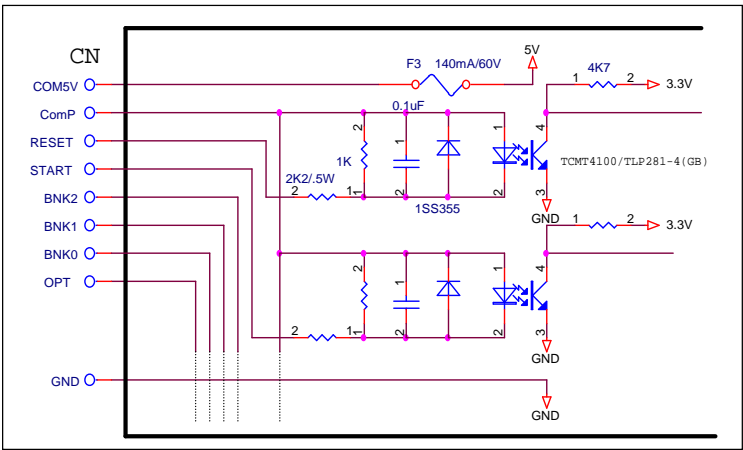 CN
COM5V
ComP
RESET
START
BNK2
BNK1
BNK0
OPT
GND
F3 140mA/60V
5V
4K7
1 2 3.3V
0.1uF
2 1 1 4
1K
TCMT4100/TLP281-4(GB)
2K2/.5W
2 1 1 2 2 3
1SS355
GND
1 2 3.3V
2 1 1 4
2 1 1 2 2 3
GND
GND